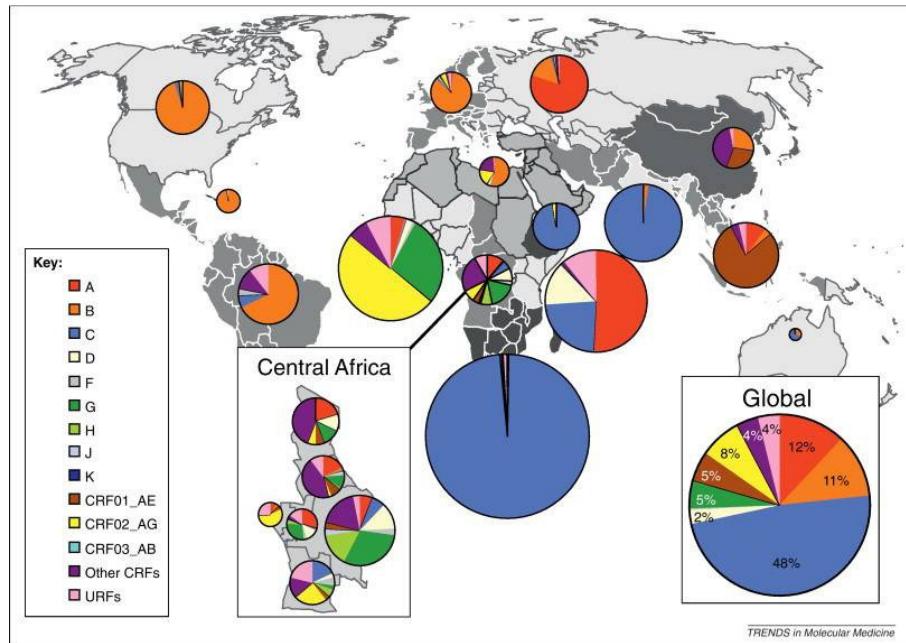 Key:
A
B
C
D
F
G
H
J
K
CRF01_AE
CRF02_AG
CRF03_AB
Other CRFs
URFs
Central Africa
Global
4%
4%
12%
8%
11%
5%
5%
2%
48%
TRENDS in Molecular Medicine